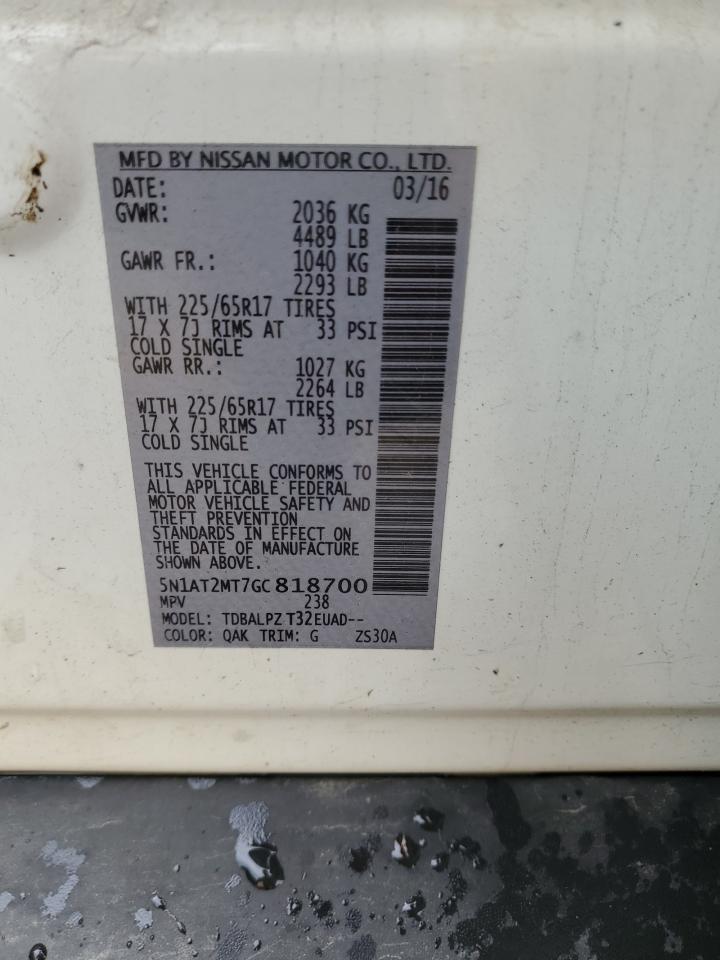 MFD BY NISSAN MOTOR CO., LTD.
DATE: 03/16
GVWR: 2036 KG
4489 LB
GAWR FR.: 1040 KG
2293 LB
WITH 225/65R17 TIRES
17 X 7J RIMS AT 33 PSI
COLD SINGLE
GAWR RR.: 1027 KG
2264 LB
WITH 225/65R17 TIRES
17 X 7J RIMS AT 33 PSI
COLD SINGLE
THIS VEHICLE CONFORMS TO
ALL APPLICABLE FEDERAL
MOTOR VEHICLE SAFETY AND
THEFT PREVENTION
STANDARDS IN EFFECT ON
THE DATE OF MANUFACTURE
SHOWN ABOVE.
5N1AT2MT7GC818700
MPV 238
MODEL: TDBALPZ T32EUAD--
COLOR: QAK TRIM: G ZS30A